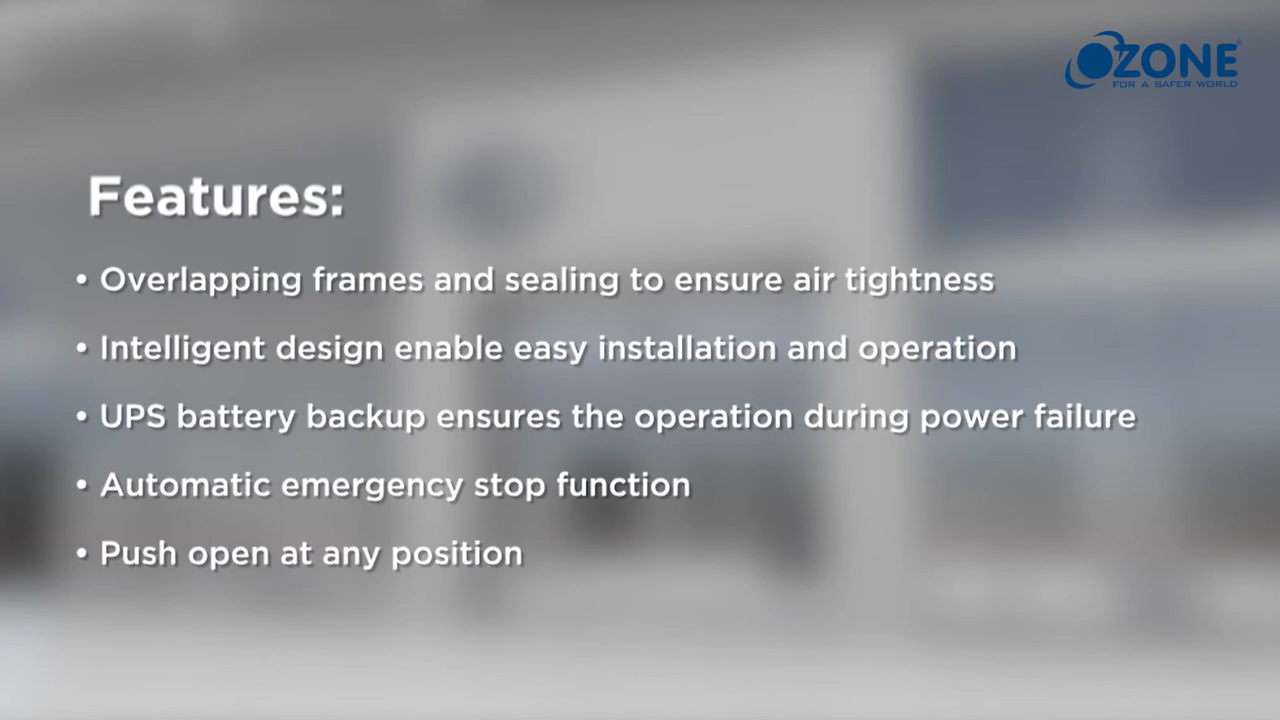 OZONE
FOR A SAFER WORLD
Features:
• Overlapping frames and sealing to ensure air tightness
• Intelligent design enable easy installation and operation
• UPS battery backup ensures the operation during power failure
• Automatic emergency stop function
• Push open at any position